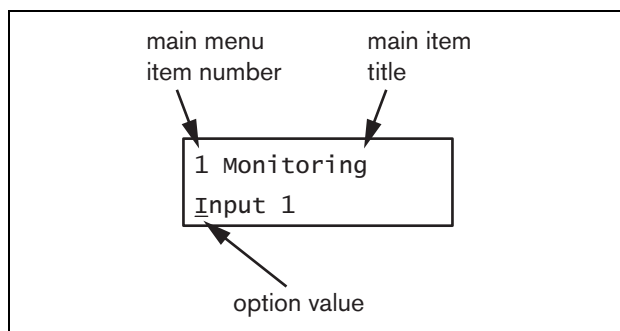 main menu
item number
main item
title
1 Monitoring
Input 1
option value